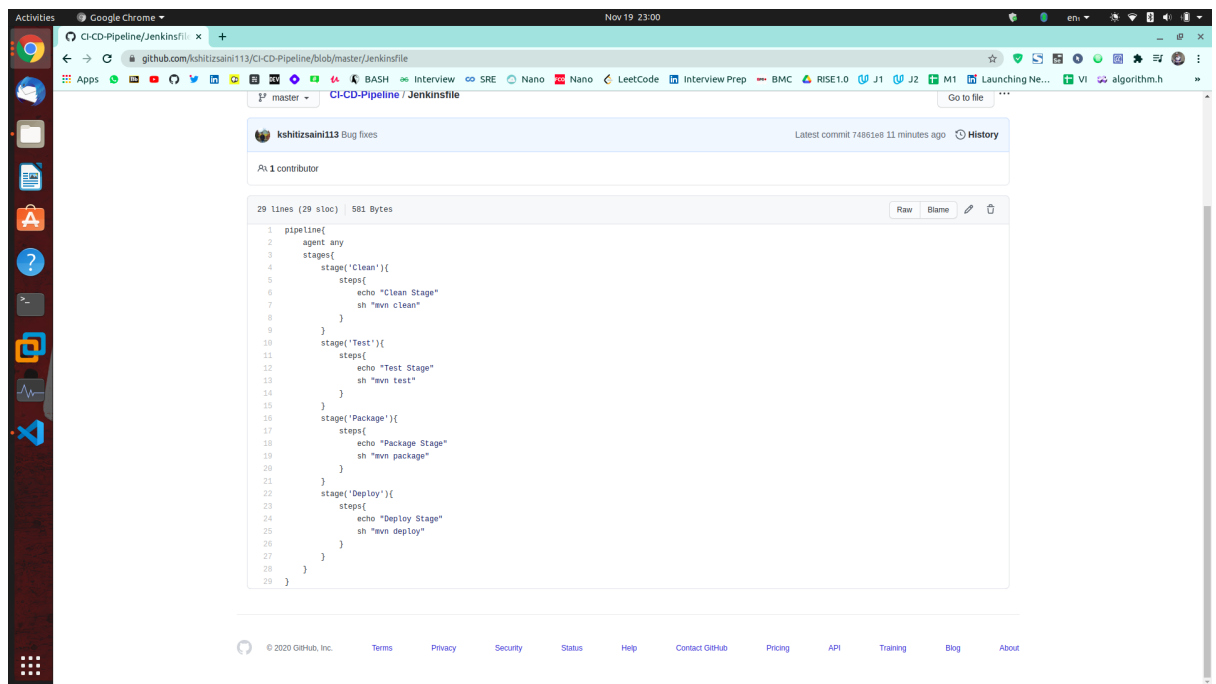 Activities Google Chrome Nov 19 23:00 en₁
CI-CD-Pipeline/Jenkinsfil
github.com/kshitizsaini113/CI-CD-Pipeline/blob/master/Jenkinsfile
Apps BASH Interview SRE Nano Nano LeetCode Interview Prep BMC RISE1.0 J1 J2 M1 Launching Ne... VI algorithm.h »
master CI-CD-Pipeline / Jenkinsfile Go to file ...
kshitizsaini113 Bug fixes Latest commit 74861e8 11 minutes ago History
1 contributor
29 lines (29 sloc) 581 Bytes Raw Blame
1 pipeline{
2 agent any
3 stages{
4 stage('Clean'){
5 steps{
6 echo "Clean Stage"
7 sh "mvn clean"
8 }
9 }
10 stage('Test'){
11 steps{
12 echo "Test Stage"
13 sh "mvn test"
14 }
15 }
16 stage('Package'){
17 steps{
18 echo "Package Stage"
19 sh "mvn package"
20 }
21 }
22 stage('Deploy'){
23 steps{
24 echo "Deploy Stage"
25 sh "mvn deploy"
26 }
27 }
28 }
29 }
© 2020 GitHub, Inc. Terms Privacy Security Status Help Contact GitHub Pricing API Training Blog About